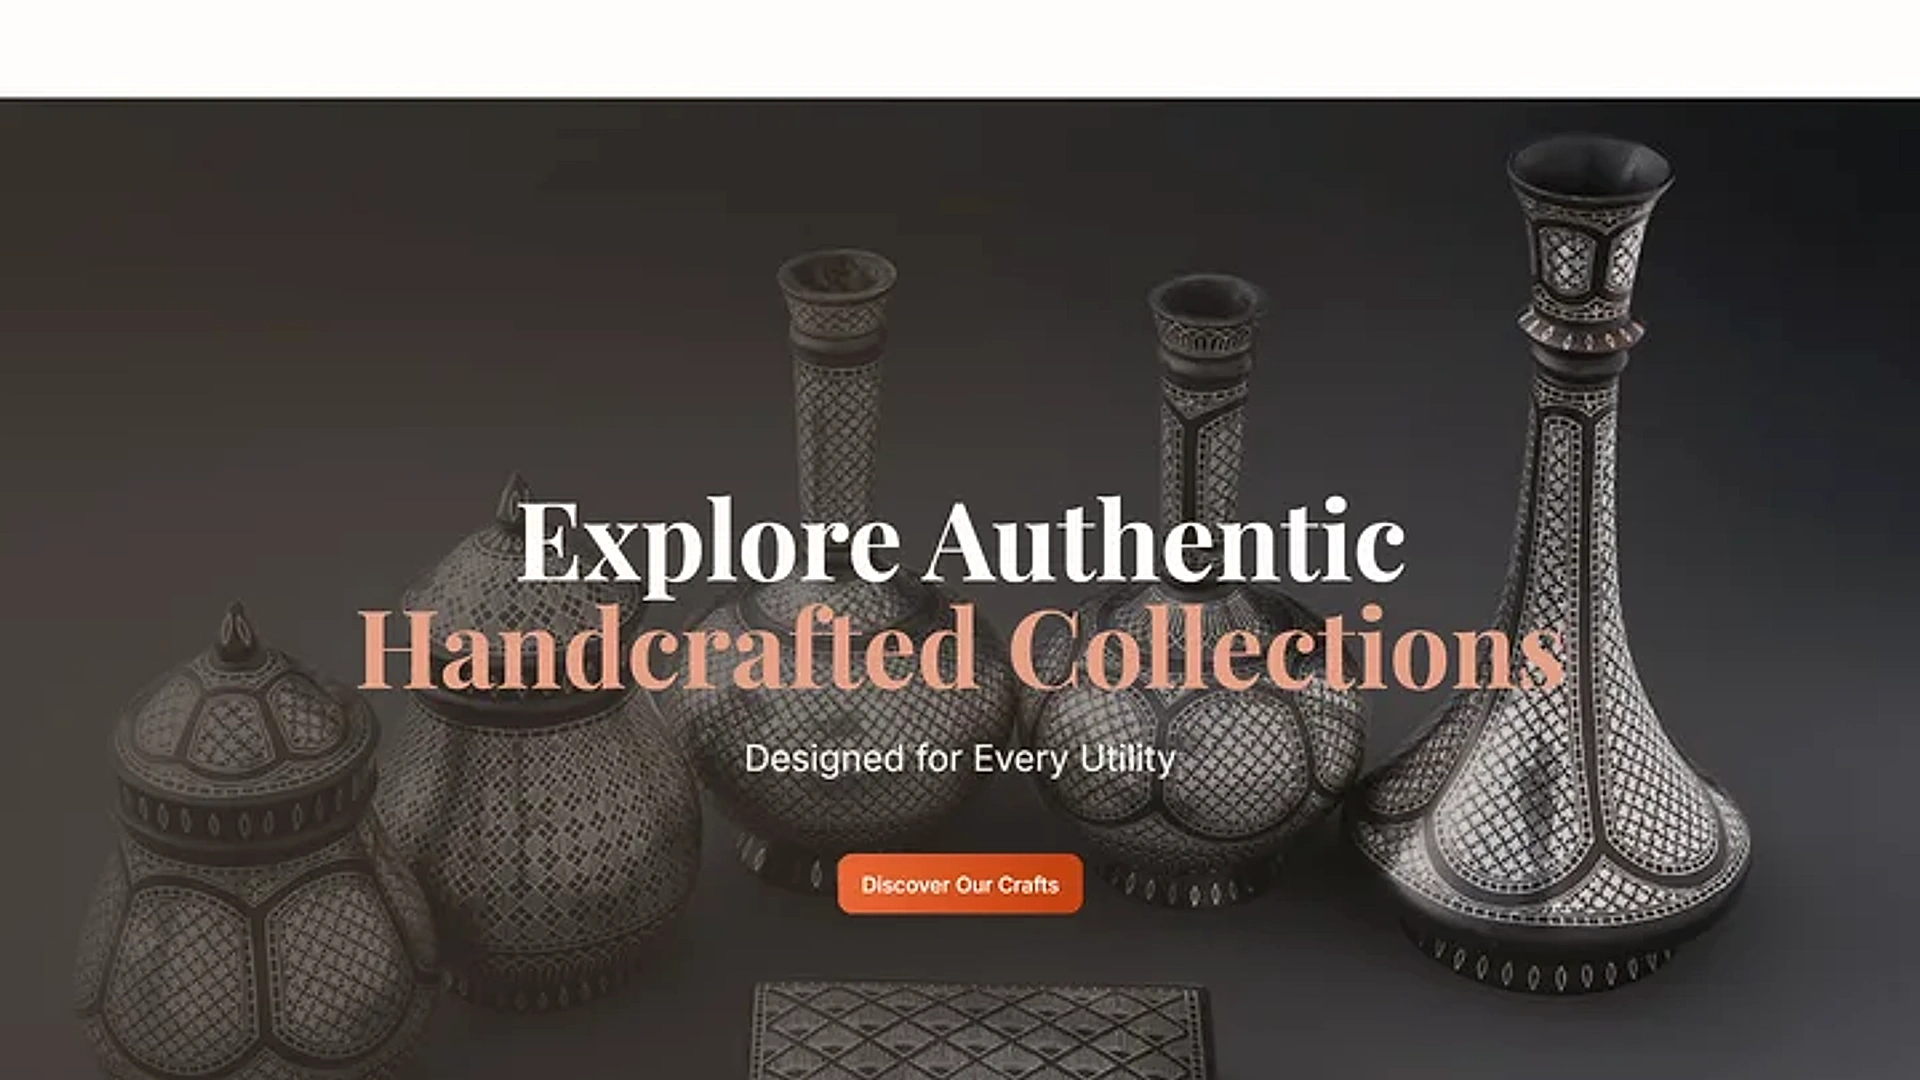 Explore Authentic
Handcrafted Collections
Designed for Every Utility
Discover Our Crafts